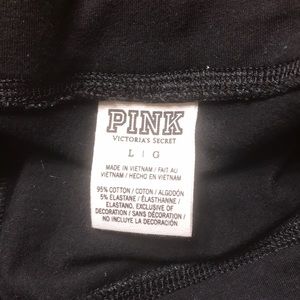 PINK
VICTORIA'S SECRET
L | G
MADE IN VIETNAM / FAIT AU
VIETNAM / HECHO EN VIETNAM
95% COTTON / COTON / ALGODÓN
5% ELASTANE / ÉLASTHANNE /
ELASTANO. EXCLUSIVE OF
DECORATION / SANS DÉCORATION /
NO INCLUYE LA DECORACIÓN